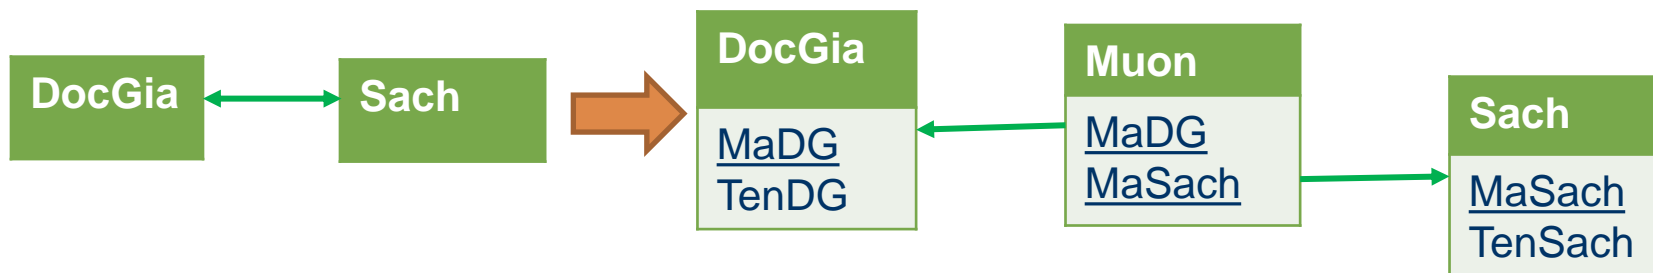 DocGia
Sach
DocGia
MaDG
TenDG
Muon
MaDG
MaSach
Sach
MaSach
TenSach